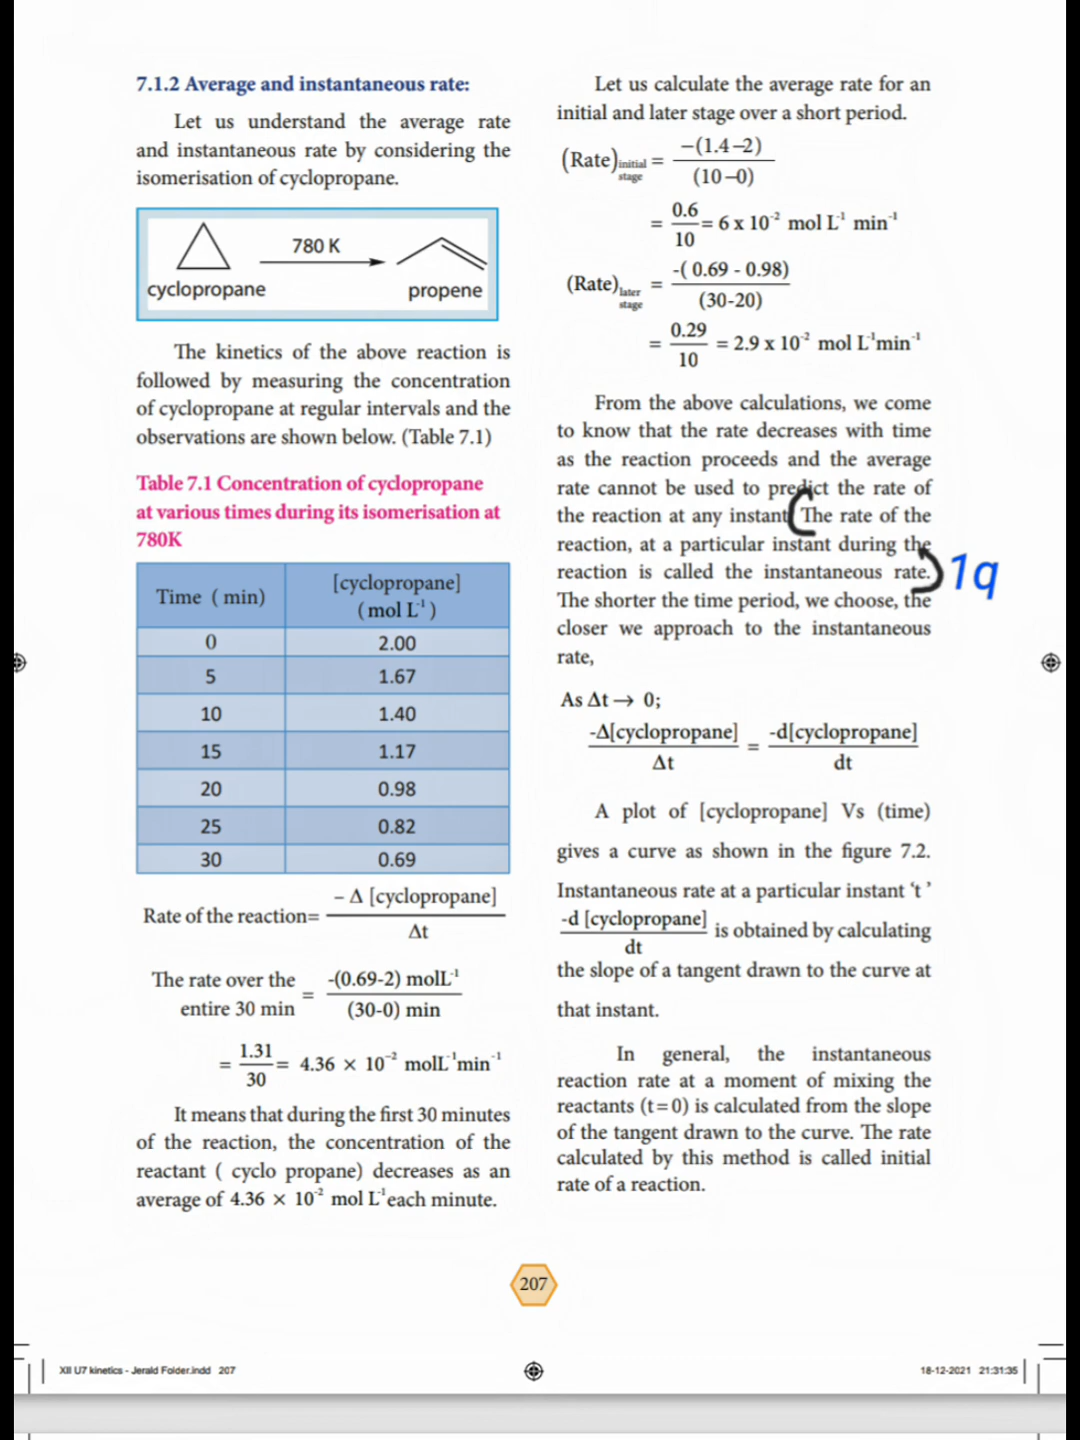 7.1.2 Average and instantaneous rate:
Let us understand the average rate
and instantaneous rate by considering the
isomerisation of cyclopropane.
780 K
cyclopropane
propene
The kinetics of the above reaction is
followed by measuring the concentration
of cyclopropane at regular intervals and the
observations are shown below. (Table 7.1)
Table 7.1 Concentration of cyclopropane
at various times during its isomerisation at
780K
Time ( min) [cyclopropane] ( mol L⁻¹ )
0 2.00
5 1.67
10 1.40
15 1.17
20 0.98
25 0.82
30 0.69
Rate of the reaction= – Δ [cyclopropane] / Δt
The rate over the entire 30 min = -(0.69-2) molL⁻¹ / (30-0) min
= 1.31 / 30 = 4.36 × 10⁻² molL⁻¹min⁻¹
It means that during the first 30 minutes
of the reaction, the concentration of the
reactant ( cyclo propane) decreases as an
average of 4.36 × 10⁻² mol L⁻¹each minute.
Let us calculate the average rate for an
initial and later stage over a short period.
(Rate) initial stage = –(1.4–2) / (10–0)
= 0.6 / 10 = 6 x 10⁻² mol L⁻¹ min⁻¹
(Rate) later stage = -( 0.69 - 0.98) / (30-20)
= 0.29 / 10 = 2.9 x 10⁻² mol L⁻¹min⁻¹
From the above calculations, we come
to know that the rate decreases with time
as the reaction proceeds and the average
rate cannot be used to predict the rate of
the reaction at any instant. (The rate of the
reaction, at a particular instant during the
reaction is called the instantaneous rate.) 1q
The shorter the time period, we choose, the
closer we approach to the instantaneous
rate,
As Δt → 0;
-Δ[cyclopropane] / Δt = -d[cyclopropane] / dt
A plot of [cyclopropane] Vs (time)
gives a curve as shown in the figure 7.2.
Instantaneous rate at a particular instant ‘t ’
-d [cyclopropane] / dt is obtained by calculating
the slope of a tangent drawn to the curve at
that instant.
In general, the instantaneous
reaction rate at a moment of mixing the
reactants (t=0) is calculated from the slope
of the tangent drawn to the curve. The rate
calculated by this method is called initial
rate of a reaction.
207
XII U7 kinetics - Jerald Folder.indd 207
18-12-2021 21:31:35